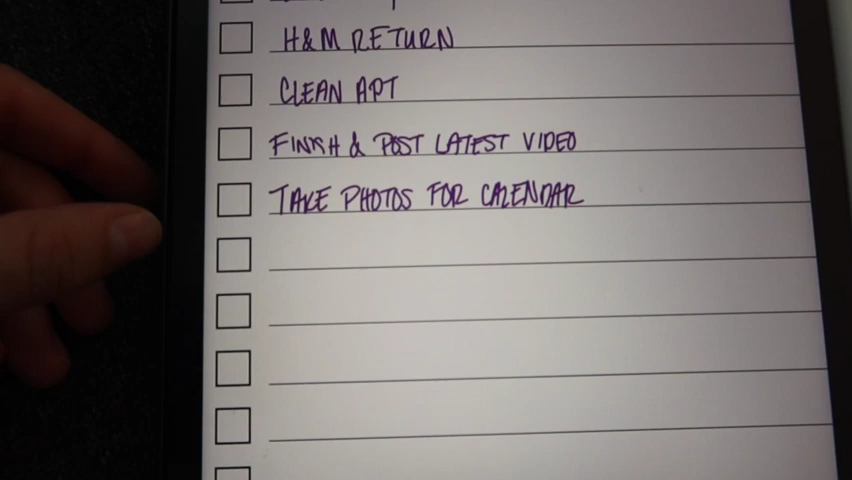 H&M RETURN
CLEAN APT
FINISH & POST LATEST VIDEO
TAKE PHOTOS FOR CALENDAR